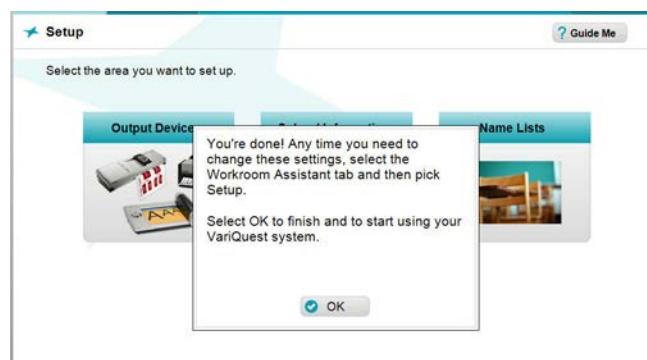 Setup
? Guide Me
Select the area you want to set up.
Output Device
Name Lists
You're done! Any time you need to
change these settings, select the
Workroom Assistant tab and then pick
Setup.
Select OK to finish and to start using your
VariQuest system.
OK